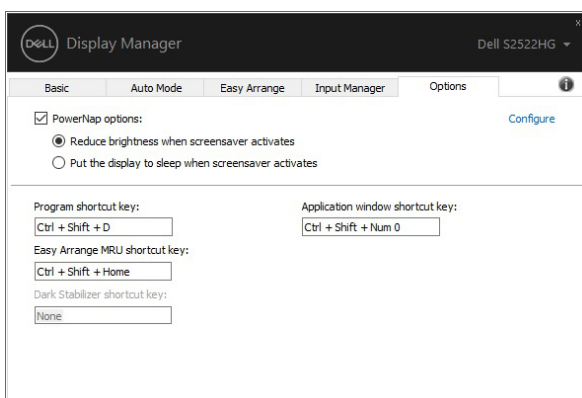 x
DELL Display Manager Dell S2522HG
Basic Auto Mode Easy Arrange Input Manager Options
PowerNap options: Configure
Reduce brightness when screensaver activates
Put the display to sleep when screensaver activates
Program shortcut key: Application window shortcut key:
Ctrl + Shift + D Ctrl + Shift + Num 0
Easy Arrange MRU shortcut key:
Ctrl + Shift + Home
Dark Stabilizer shortcut key:
None